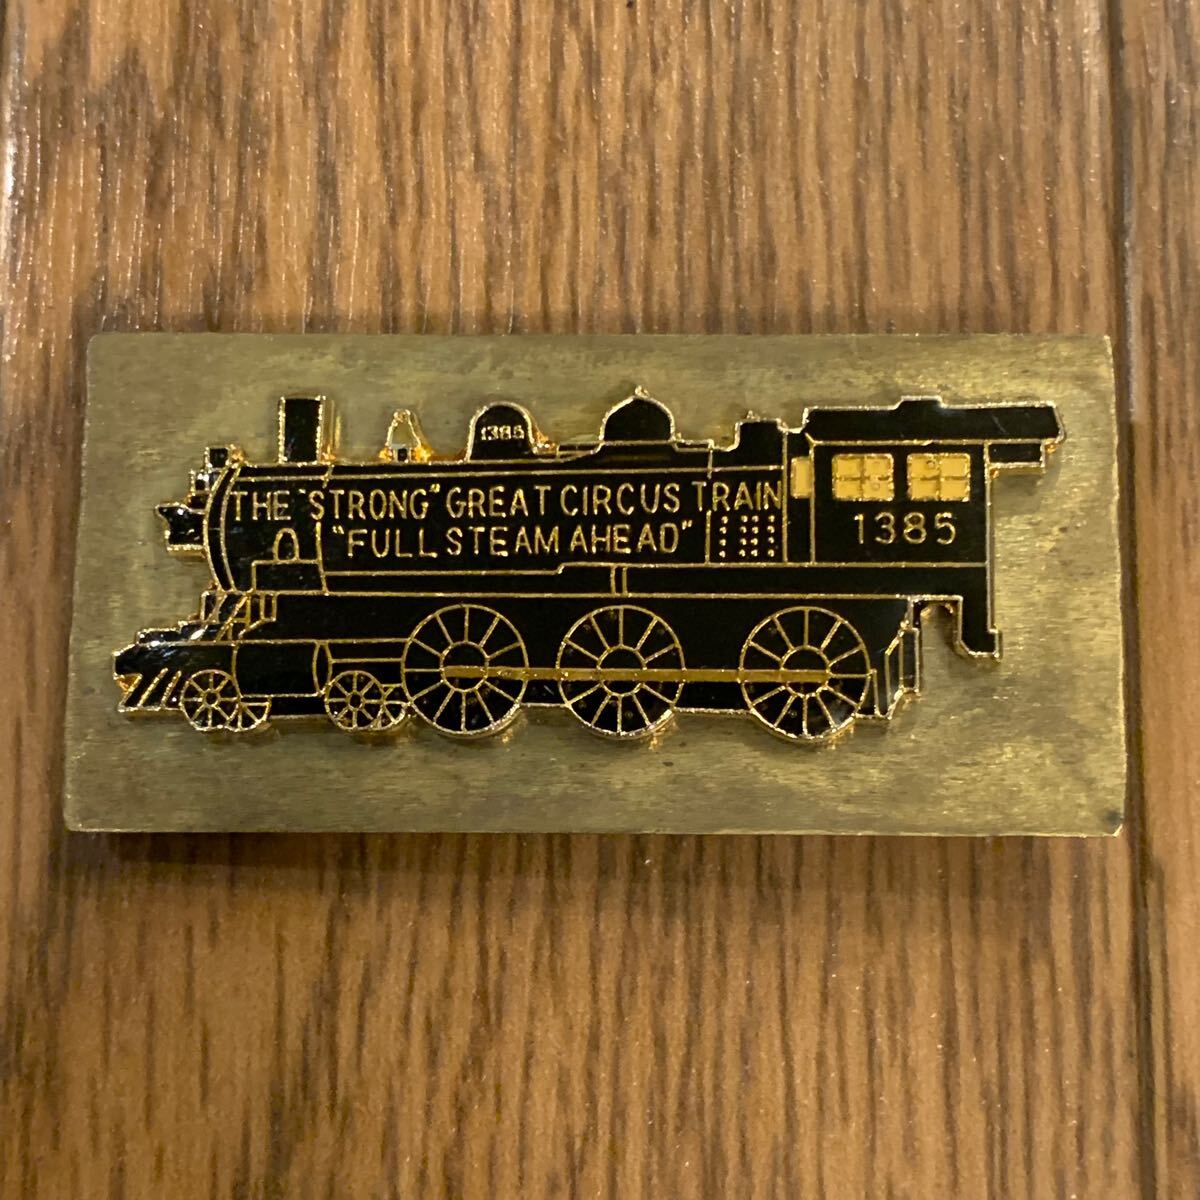 1385
THE "STRONG" GREAT CIRCUS TRAIN
"FULL STEAM AHEAD"
1385